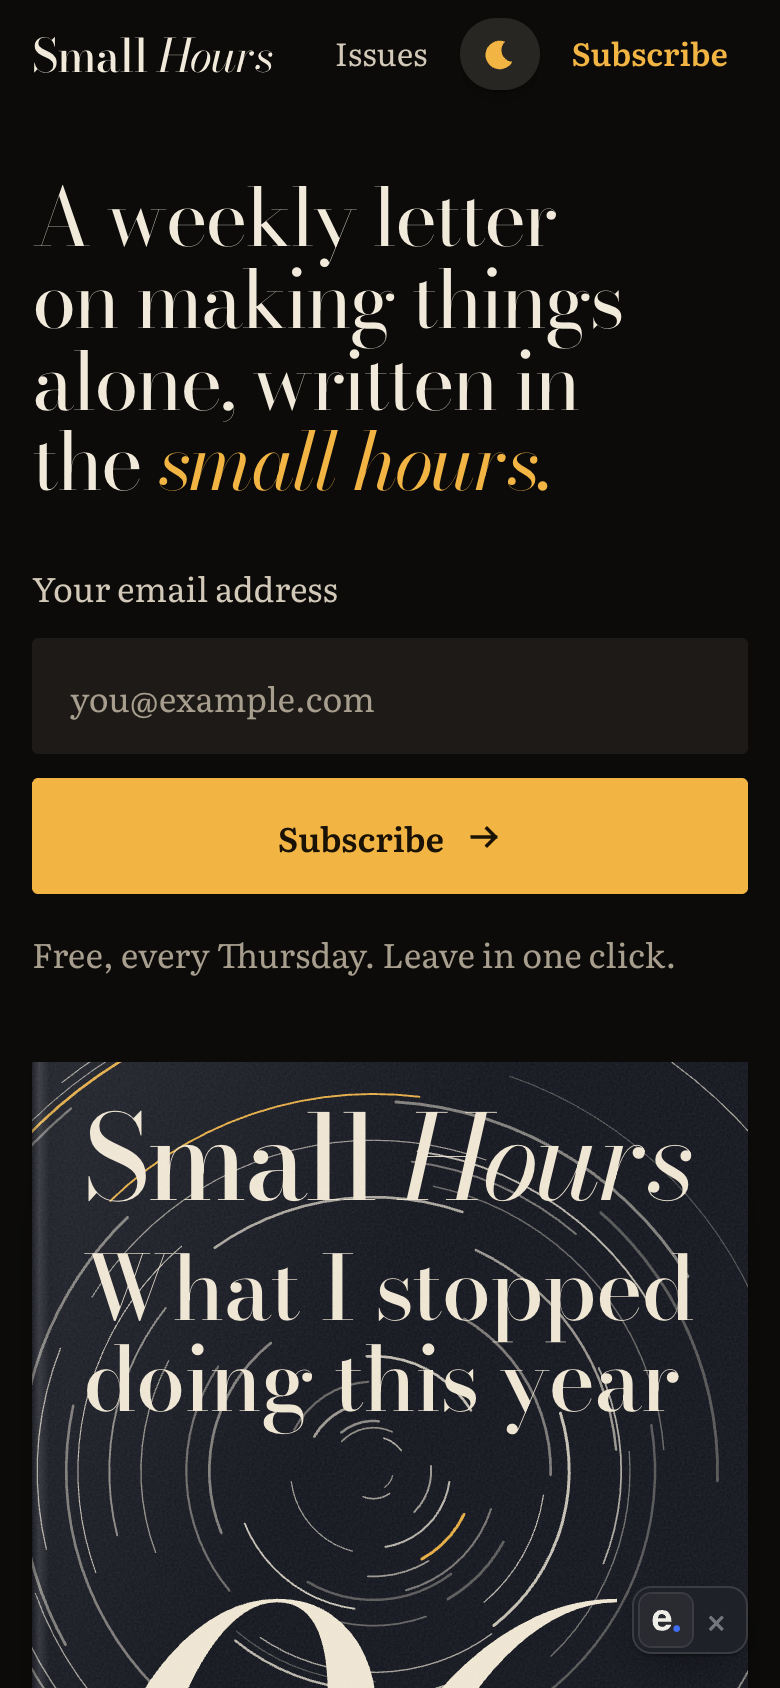 Small Hours
Issues
Subscribe
A weekly letter
on making things
alone, written in
the small hours.
Your email address
you@example.com
Subscribe →
Free, every Thursday. Leave in one click.
Small Hours
What I stopped
doing this year
e.
×